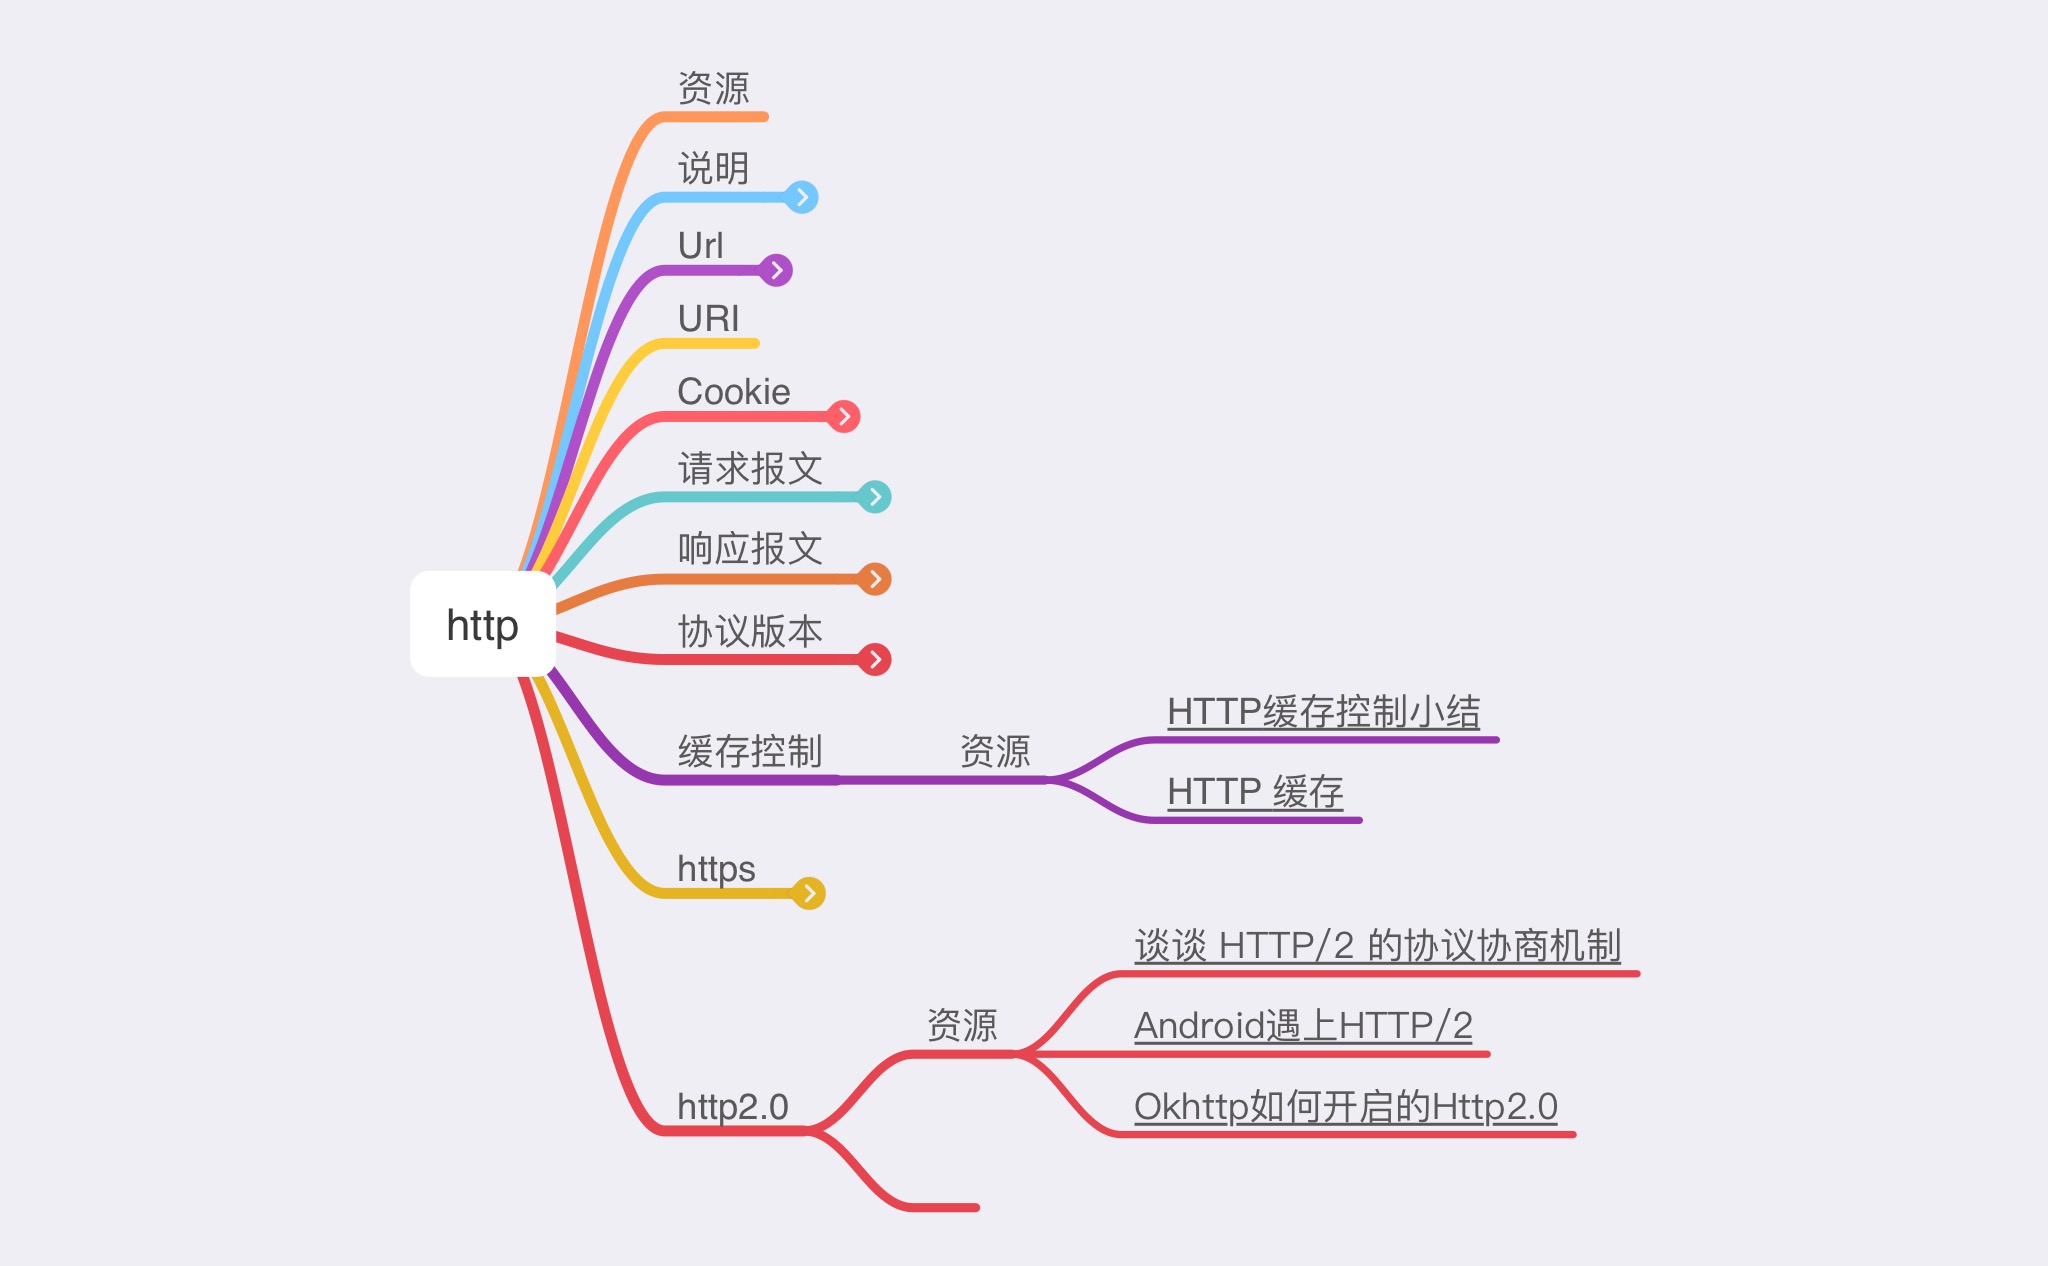 资源
说明
Url
URI
Cookie
请求报文
响应报文
http
协议版本
缓存控制
资源
HTTP缓存控制小结
HTTP 缓存
https
http2.0
资源
谈谈 HTTP/2 的协议协商机制
Android遇上HTTP/2
Okhttp如何开启的Http2.0